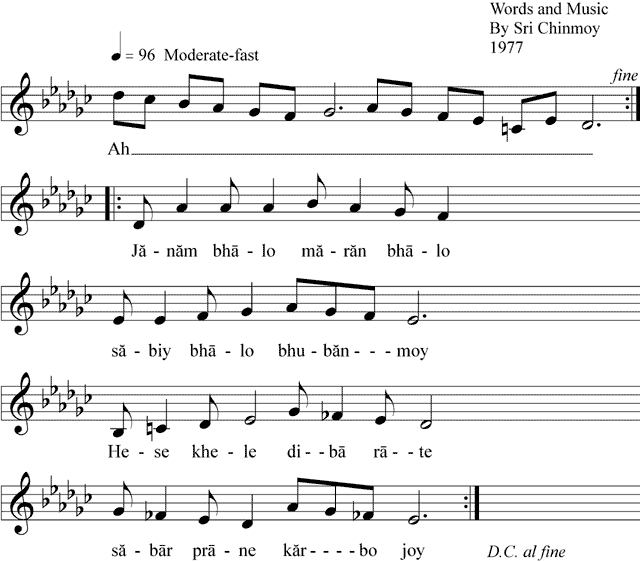 Words and Music
By Sri Chinmoy
1977
= 96 Moderate-fast
fine
Ah
Jă - năm bhā - lo mă - răn bhā - lo
să - biy bhā - lo bhu - băn - - - moy
He - se khe - le di - - bā rā - - te
să - bār prā - ne kăr - - - - bo joy
D.C. al fine